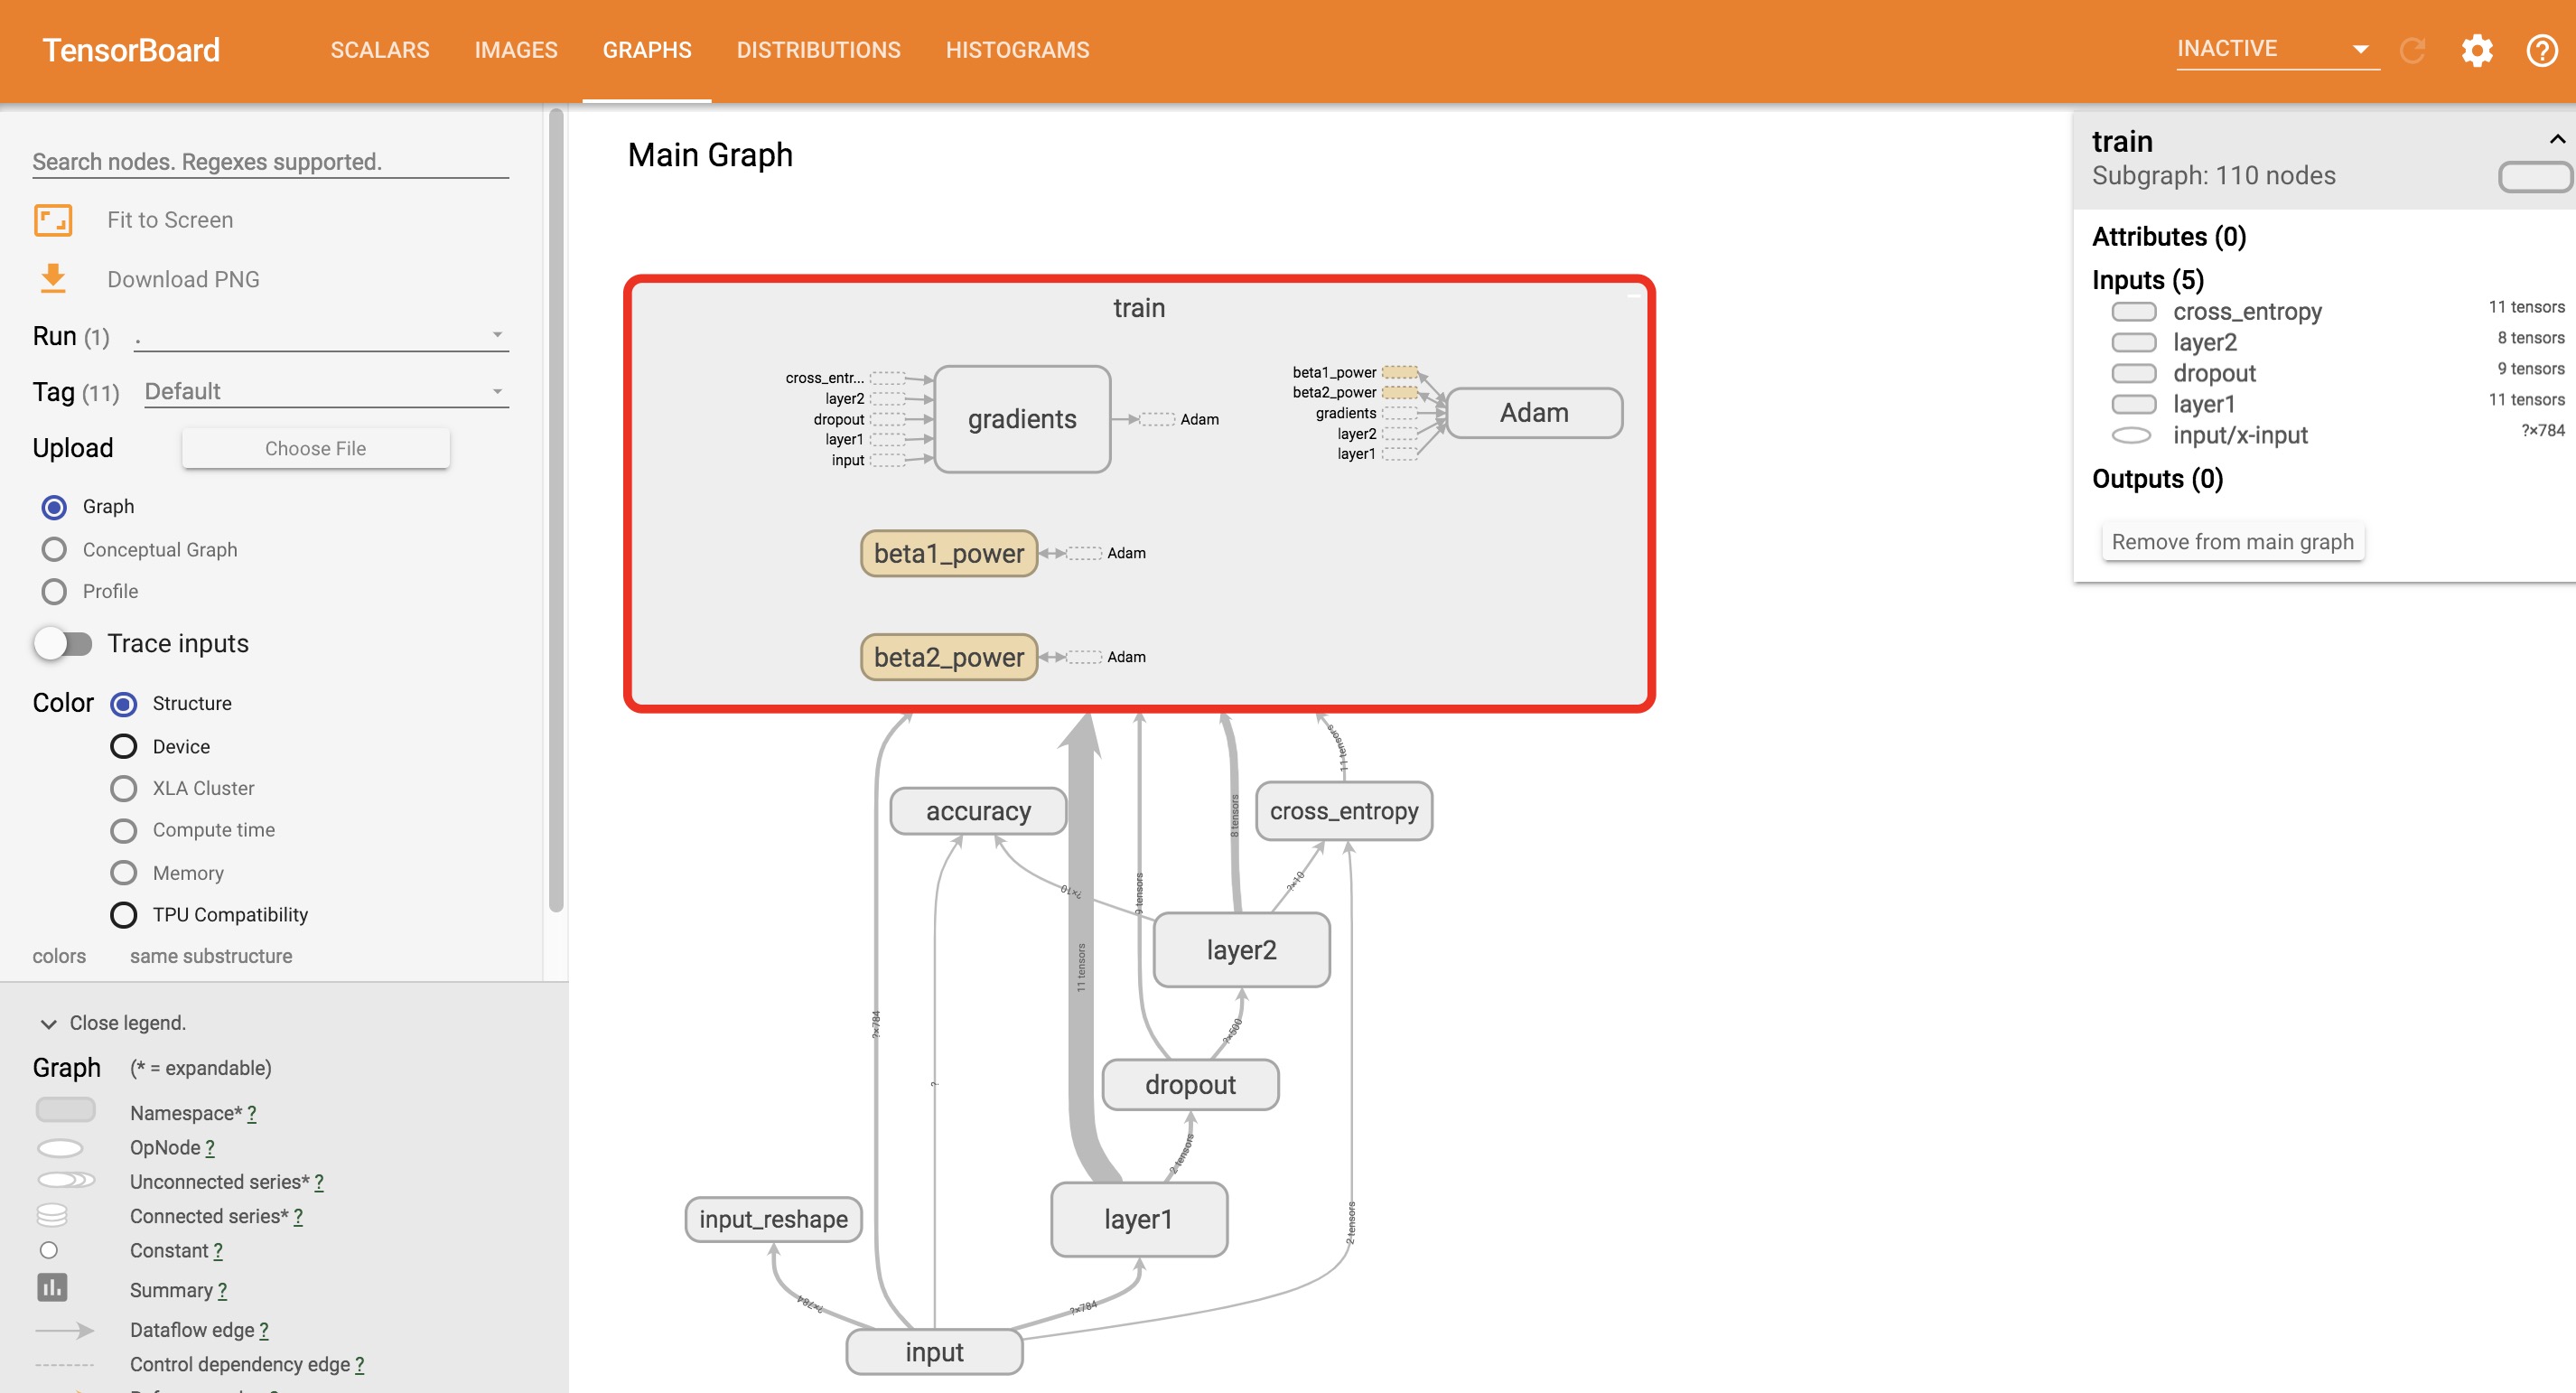 TensorBoard
SCALARS
IMAGES
GRAPHS
DISTRIBUTIONS
HISTOGRAMS
INACTIVE
Search nodes. Regexes supported.
Fit to Screen
Download PNG
Run (1) .
Tag (11) Default
Upload Choose File
Graph
Conceptual Graph
Profile
Trace inputs
Color Structure
Device
XLA Cluster
Compute time
Memory
TPU Compatibility
colors same substructure
Close legend.
Graph (* = expandable)
Namespace* ?
OpNode ?
Unconnected series* ?
Connected series* ?
Constant ?
Summary ?
Dataflow edge ?
Control dependency edge ?
Main Graph
train
cross_entr...
layer2
dropout
layer1
input
gradients
Adam
beta1_power
beta2_power
gradients
layer2
layer1
Adam
beta1_power
Adam
beta2_power
Adam
11 tensors
accuracy
cross_entropy
8 tensors
?×10
?×10
9 tensors
layer2
11 tensors
?×784
?×500
?
dropout
2 tensors
input_reshape
layer1
2 tensors
?×784
?×784
input
train
Subgraph: 110 nodes
Attributes (0)
Inputs (5)
cross_entropy 11 tensors
layer2 8 tensors
dropout 9 tensors
layer1 11 tensors
input/x-input ?×784
Outputs (0)
Remove from main graph